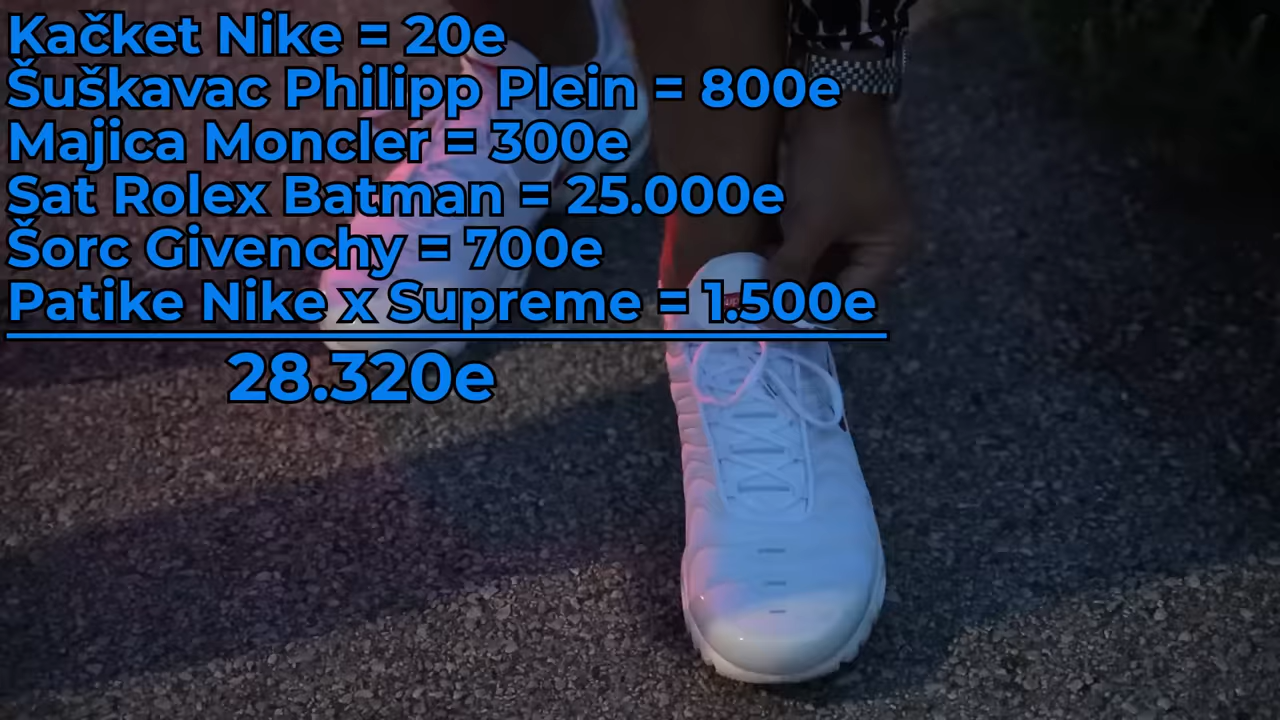 Kačket Nike = 20e
Šuškavac Philipp Plein = 800e
Majica Moncler = 300e
Sat Rolex Batman = 25.000e
Šorc Givenchy = 700e
Patike Nike x Supreme = 1.500e
28.320e